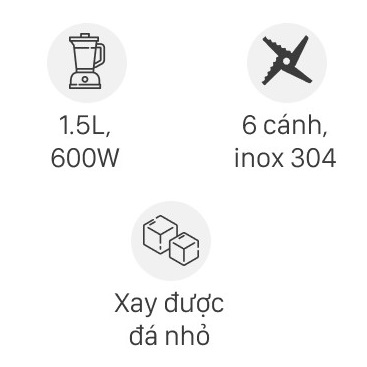 1.5L,
600W
6 cánh,
inox 304
Xay được
đá nhỏ